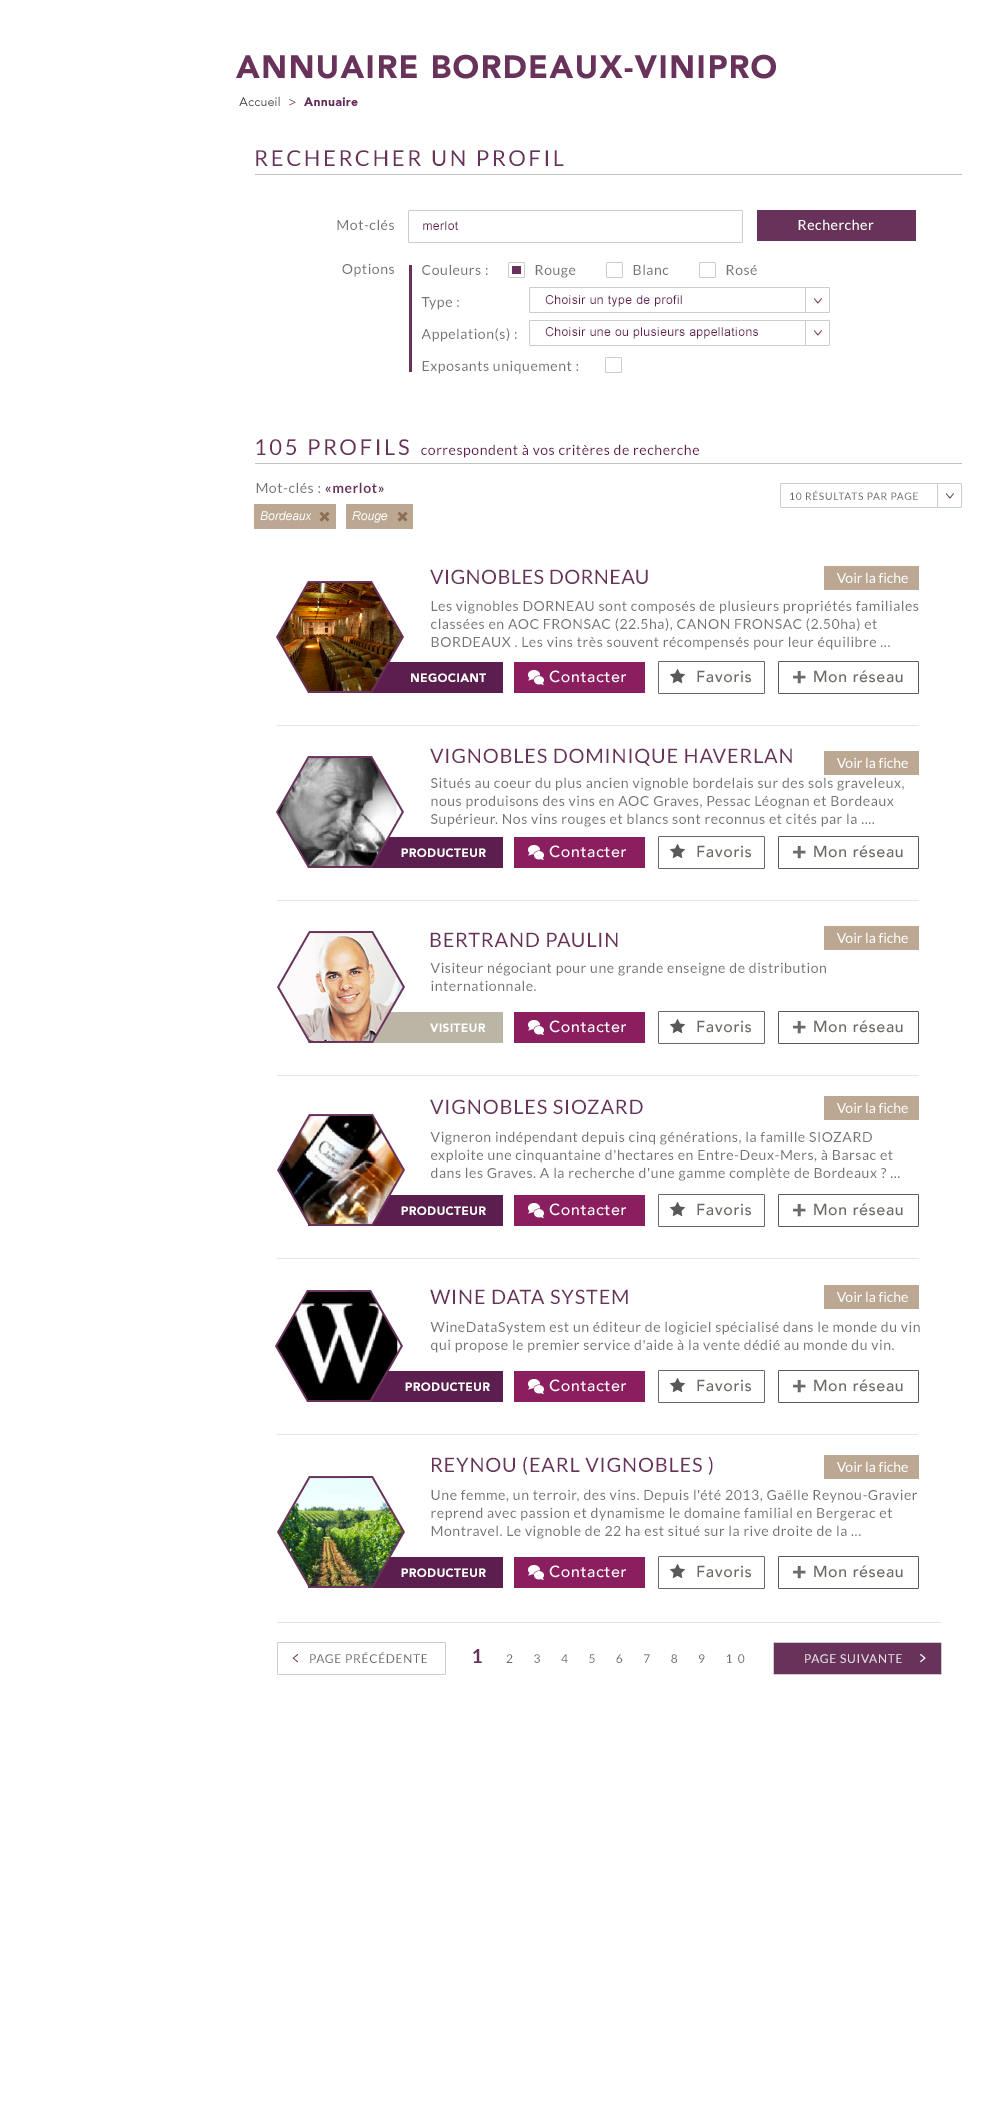 ANNUAIRE BORDEAUX-VINIPRO
Accueil > Annuaire
RECHERCHER UN PROFIL
Mot-clés merlot Rechercher
Options Couleurs : Rouge Blanc Rosé
Type : Choisir un type de profil
Appelation(s) : Choisir une ou plusieurs appellations
Exposants uniquement :
105 PROFILS correspondent à vos critères de recherche
Mot-clés : «merlot»
10 RÉSULTATS PAR PAGE
Bordeaux Rouge
VIGNOBLES DORNEAU Voir la fiche
Les vignobles DORNEAU sont composés de plusieurs propriétés familiales
classées en AOC FRONSAC (22.5ha), CANON FRONSAC (2.50ha) et
BORDEAUX . Les vins très souvent récompensés pour leur équilibre ...
NEGOCIANT Contacter Favoris Mon réseau
VIGNOBLES DOMINIQUE HAVERLAN Voir la fiche
Situés au coeur du plus ancien vignoble bordelais sur des sols graveleux,
nous produisons des vins en AOC Graves, Pessac Léognan et Bordeaux
Supérieur. Nos vins rouges et blancs sont reconnus et cités par la ....
PRODUCTEUR Contacter Favoris Mon réseau
BERTRAND PAULIN Voir la fiche
Visiteur négociant pour une grande enseigne de distribution
internationnale.
VISITEUR Contacter Favoris Mon réseau
VIGNOBLES SIOZARD Voir la fiche
Vigneron indépendant depuis cinq générations, la famille SIOZARD
exploite une cinquantaine d'hectares en Entre-Deux-Mers, à Barsac et
dans les Graves. A la recherche d'une gamme complète de Bordeaux ? ...
PRODUCTEUR Contacter Favoris Mon réseau
WINE DATA SYSTEM Voir la fiche
WineDataSystem est un éditeur de logiciel spécialisé dans le monde du vin
qui propose le premier service d'aide à la vente dédié au monde du vin.
W
PRODUCTEUR Contacter Favoris Mon réseau
REYNOU (EARL VIGNOBLES ) Voir la fiche
Une femme, un terroir, des vins. Depuis l'été 2013, Gaëlle Reynou-Gravier
reprend avec passion et dynamisme le domaine familial en Bergerac et
Montravel. Le vignoble de 22 ha est situé sur la rive droite de la ...
PRODUCTEUR Contacter Favoris Mon réseau
< PAGE PRÉCÉDENTE 1 2 3 4 5 6 7 8 9 10 PAGE SUIVANTE >